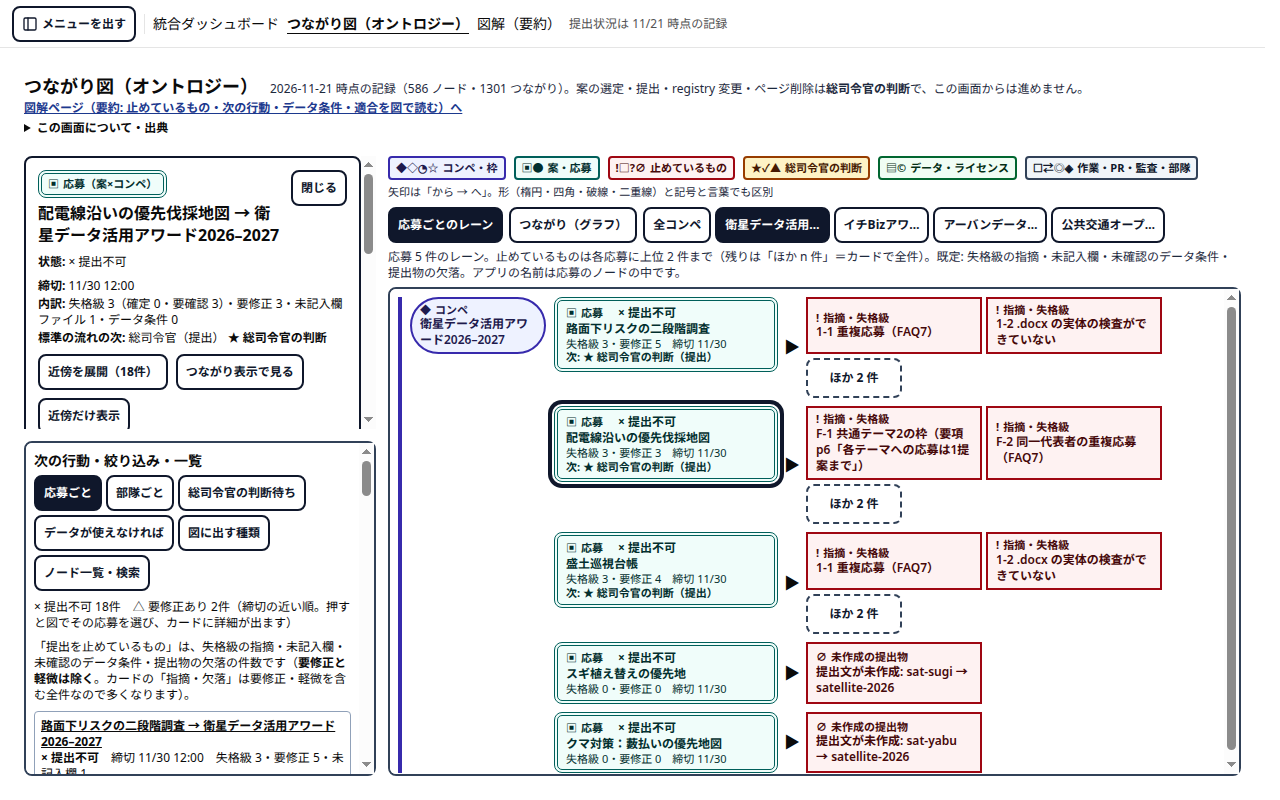 メニューを出す 統合ダッシュボード つながり図（オントロジー） 図解（要約） 提出状況は 11/21 時点の記録
つながり図（オントロジー） 2026-11-21 時点の記録（586 ノード・1301 つながり）。案の選定・提出・registry 変更・ページ削除は総司令官の判断で、この画面からは進めません。
図解ページ（要約: 止めているもの・次の行動・データ条件・適合を図で読む）へ
▶ この画面について・出典
▣ 応募（案×コンペ）
閉じる
配電線沿いの優先伐採地図 → 衛
星データ活用アワード2026–2027
状態: × 提出不可
締切: 11/30 12:00
内訳: 失格級 3（確定 0・要確認 3）・要修正 3・未記入欄
ファイル 1・データ条件 0
標準の流れの次: 総司令官（提出） ★ 総司令官の判断
近傍を展開（18件） つながり表示で見る
近傍だけ表示
次の行動・絞り込み・一覧
応募ごと 部隊ごと 総司令官の判断待ち
データが使えなければ 図に出す種類
ノード一覧・検索
× 提出不可 18件 △ 要修正あり 2件（締切の近い順。押す
と図でその応募を選び、カードに詳細が出ます）
「提出を止めているもの」は、失格級の指摘・未記入欄・
未確認のデータ条件・提出物の欠落の件数です（要修正と
軽微は除く。カードの「指摘・欠落」は要修正・軽微を含
む全件なので多くなります）。
路面下リスクの二段階調査 → 衛星データ活用アワード
2026–2027
× 提出不可 締切 11/30 12:00 失格級 3・要修正 5・未
記入欄 1
◆◇◔☆ コンペ・枠 ▣● 案・応募 !☐?⊘ 止めているもの ★✓▲ 総司令官の判断 ▤© データ・ライセンス ☐⇄◎◆ 作業・PR・監査・部隊
矢印は「から → へ」。形（楕円・四角・破線・二重線）と記号と言葉でも区別
応募ごとのレーン つながり（グラフ） 全コンペ 衛星データ活用… イチBizアワ… アーバンデータ… 公共交通オープ…
応募 5 件のレーン。止めているものは各応募に上位 2 件まで（残りは「ほか n 件」＝カードで全件）。既定: 失格級の指摘・未記入欄・未確認のデータ条件・
提出物の欠落。アプリの名前は応募のノードの中です。
◆ コンペ
衛星データ活用アワ
ード2026–2027
▣ 応募 × 提出不可
路面下リスクの二段階調査
失格級 3・要修正 5 締切 11/30
次: ★ 総司令官の判断（提出）
▶
! 指摘・失格級
1-1 重複応募（FAQ7）
! 指摘・失格級
1-2 .docx の実体の検査がで
きていない
ほか 2 件
▣ 応募 × 提出不可
配電線沿いの優先伐採地図
失格級 3・要修正 3 締切 11/30
次: ★ 総司令官の判断（提出）
▶
! 指摘・失格級
F-1 共通テーマ2の枠（要項
p6「各テーマへの応募は1提
案まで」）
! 指摘・失格級
F-2 同一代表者の重複応募
（FAQ7）
ほか 2 件
▣ 応募 × 提出不可
盛土巡視台帳
失格級 3・要修正 4 締切 11/30
次: ★ 総司令官の判断（提出）
▶
! 指摘・失格級
1-1 重複応募（FAQ7）
! 指摘・失格級
1-2 .docx の実体の検査がで
きていない
ほか 2 件
▣ 応募 × 提出不可
スギ植え替えの優先地
失格級 0・要修正 0 締切 11/30
▶
⊘ 未作成の提出物
提出文が未作成: sat-sugi →
satellite-2026
▣ 応募 × 提出不可
クマ対策：藪払いの優先地図
失格級 0・要修正 0 締切 11/30
▶
⊘ 未作成の提出物
提出文が未作成: sat-yabu
→ satellite-2026